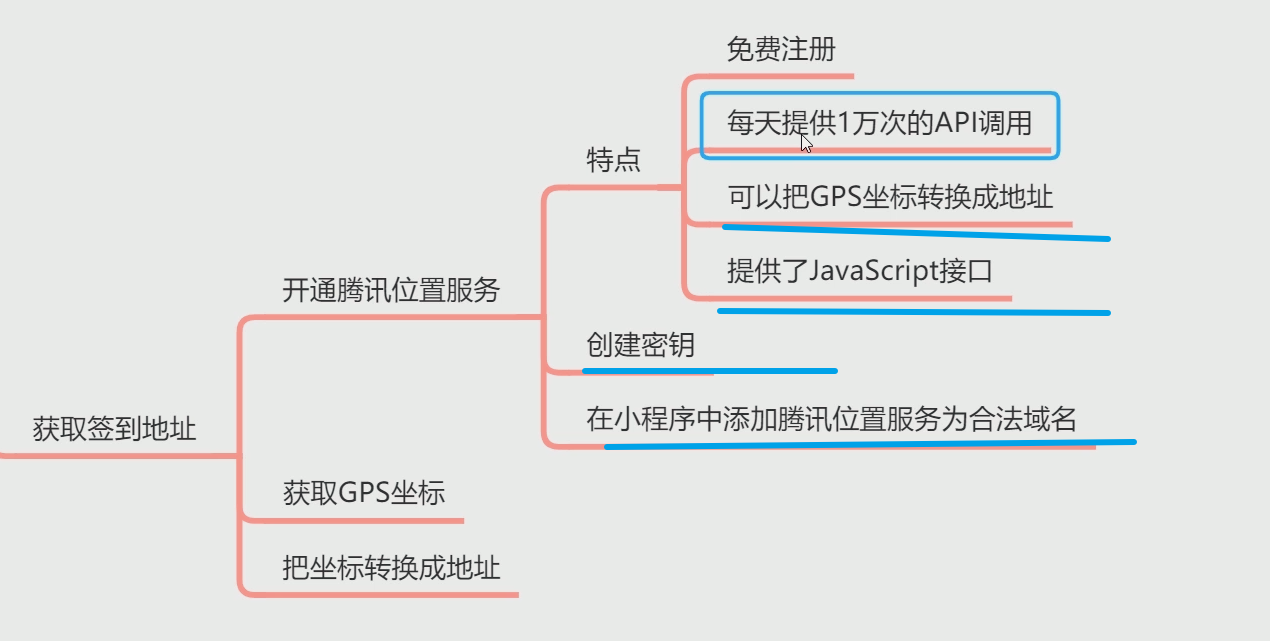 免费注册
每天提供1万次的API调用
特点
可以把GPS坐标转换成地址
提供了JavaScript接口
开通腾讯位置服务
创建密钥
在小程序中添加腾讯位置服务为合法域名
获取签到地址
获取GPS坐标
把坐标转换成地址